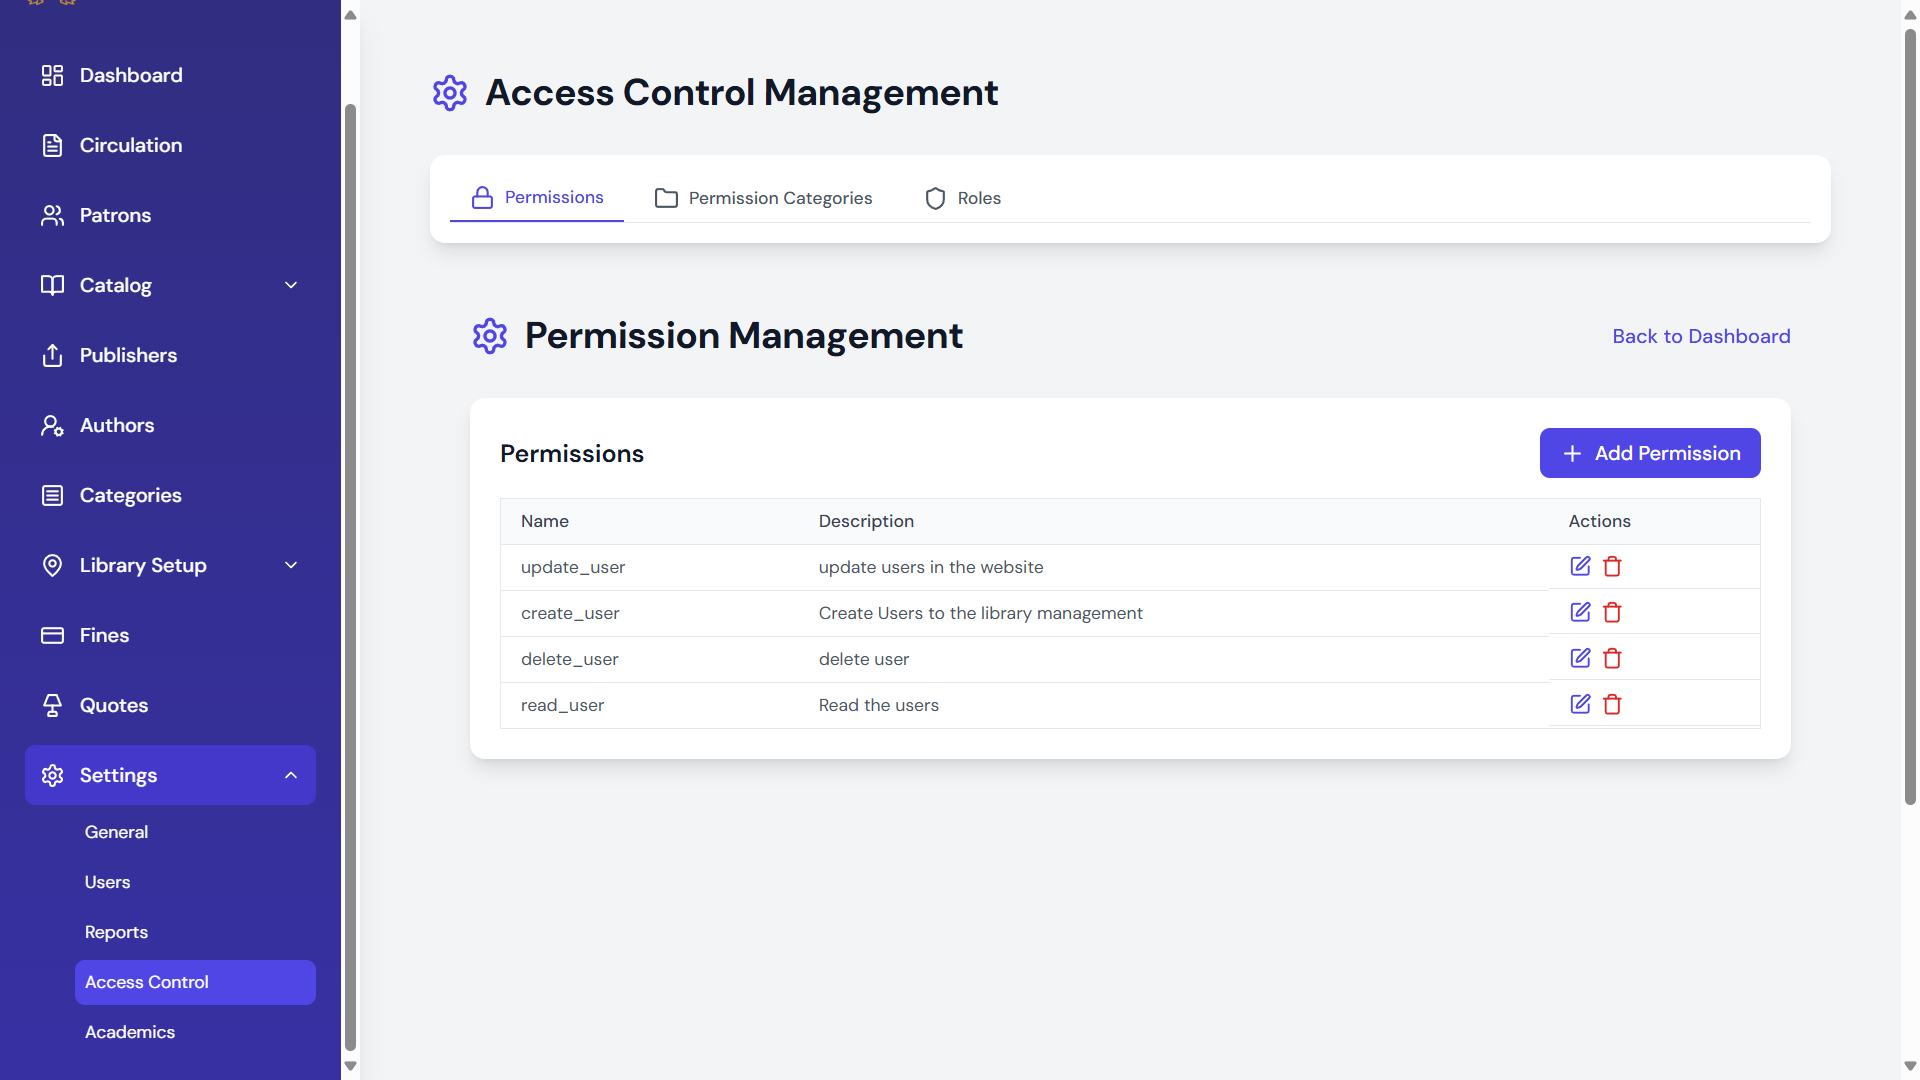 Dashboard
Circulation
Patrons
Catalog
Publishers
Authors
Categories
Library Setup
Fines
Quotes
Settings
General
Users
Reports
Access Control
Academics
Access Control Management
Permissions Permission Categories Roles
Permission Management Back to Dashboard
Permissions Add Permission
Name Description Actions
update_user update users in the website
create_user Create Users to the library management
delete_user delete user
read_user Read the users